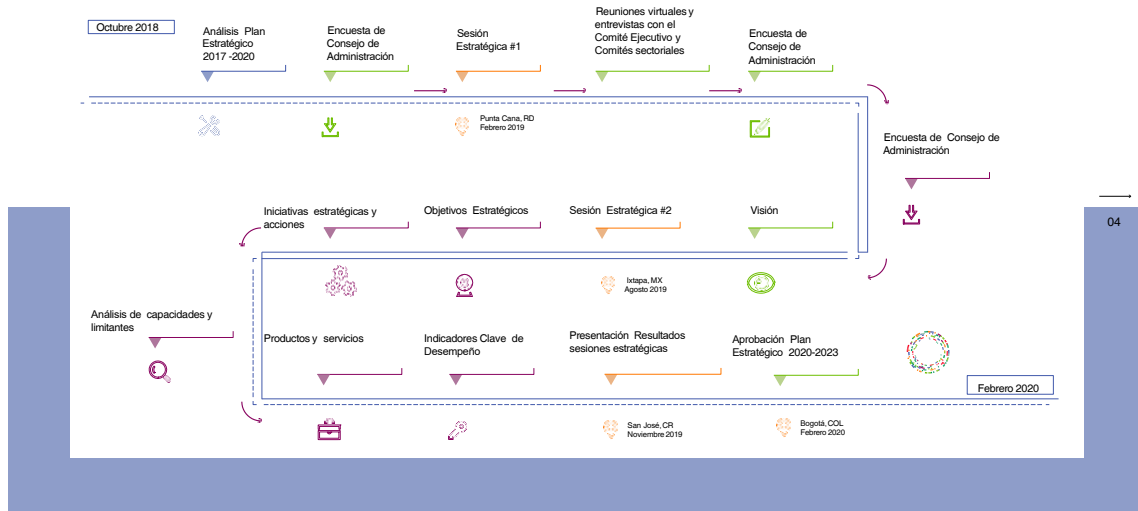 Octubre 2018
Análisis Plan
Estratégico
2017 -2020
Encuesta de
Consejo de
Administración
Sesión
Estratégica #1
Reuniones virtuales y
entrevistas con el
Comité Ejecutivo y
Comités sectoriales
Encuesta de
Consejo de
Administración
Punta Cana, RD
Febrero 2019
Encuesta de Consejo de
Administración
04
Visión
Sesión Estratégica #2
Objetivos Estratégicos
Iniciativas estratégicas y
acciones
Ixtapa, MX
Agosto 2019
Análisis de capacidades y
limitantes
Productos y servicios
Indicadores Clave de
Desempeño
Presentación Resultados
sesiones estratégicas
Aprobación Plan
Estratégico 2020-2023
Febrero 2020
San José, CR
Noviembre 2019
Bogotá, COL
Febrero 2020